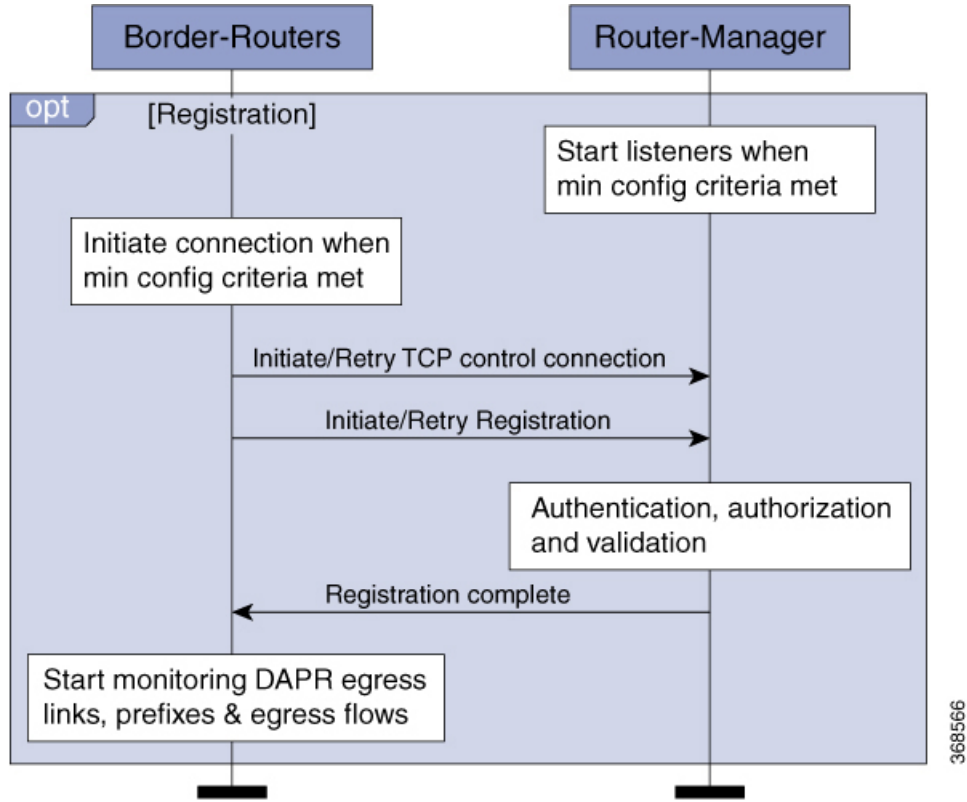 Border-Routers
Router-Manager
opt
[Registration]
Start listeners when
min config criteria met
Initiate connection when
min config criteria met
Initiate/Retry TCP control connection
Initiate/Retry Registration
Authentication, authorization
and validation
Registration complete
Start monitoring DAPR egress
links, prefixes & egress flows
368566